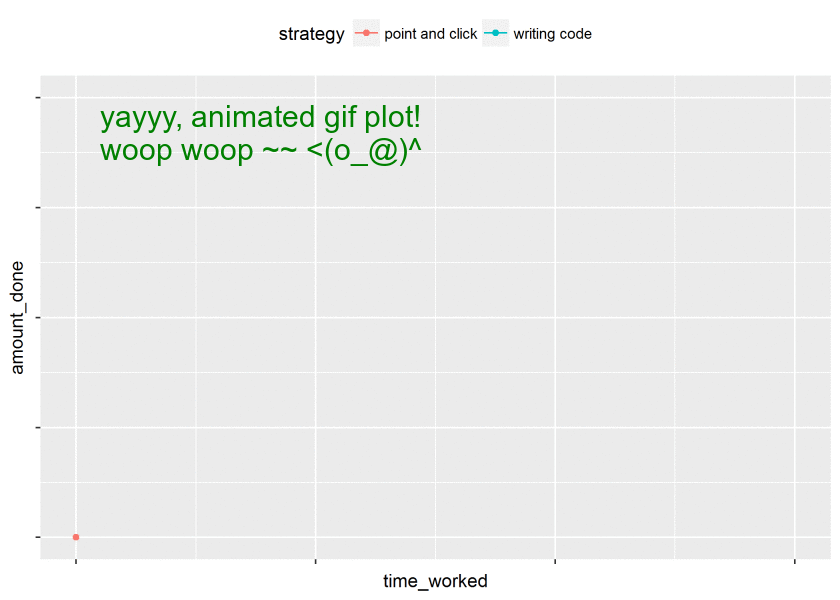 strategy point and click writing code
yayyy, animated gif plot!
woop woop ~~ <(o_@)^
amount_done
time_worked